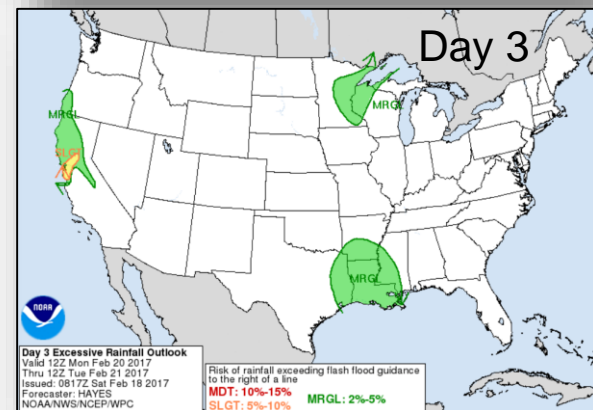 Day 3
MRGL
MRGL
SLGT
MRGL
NOAA
Day 3 Excessive Rainfall Outlook
Valid 12Z Mon Feb 20 2017
Thru 12Z Tue Feb 21 2017
Issued: 0817Z Sat Feb 18 2017
Forecaster: HAYES
NOAA/NWS/NCEP/WPC
Risk of rainfall exceeding flash flood guidance
to the right of a line
MDT: 10%-15%
SLGT: 5%-10%
MRGL: 2%-5%